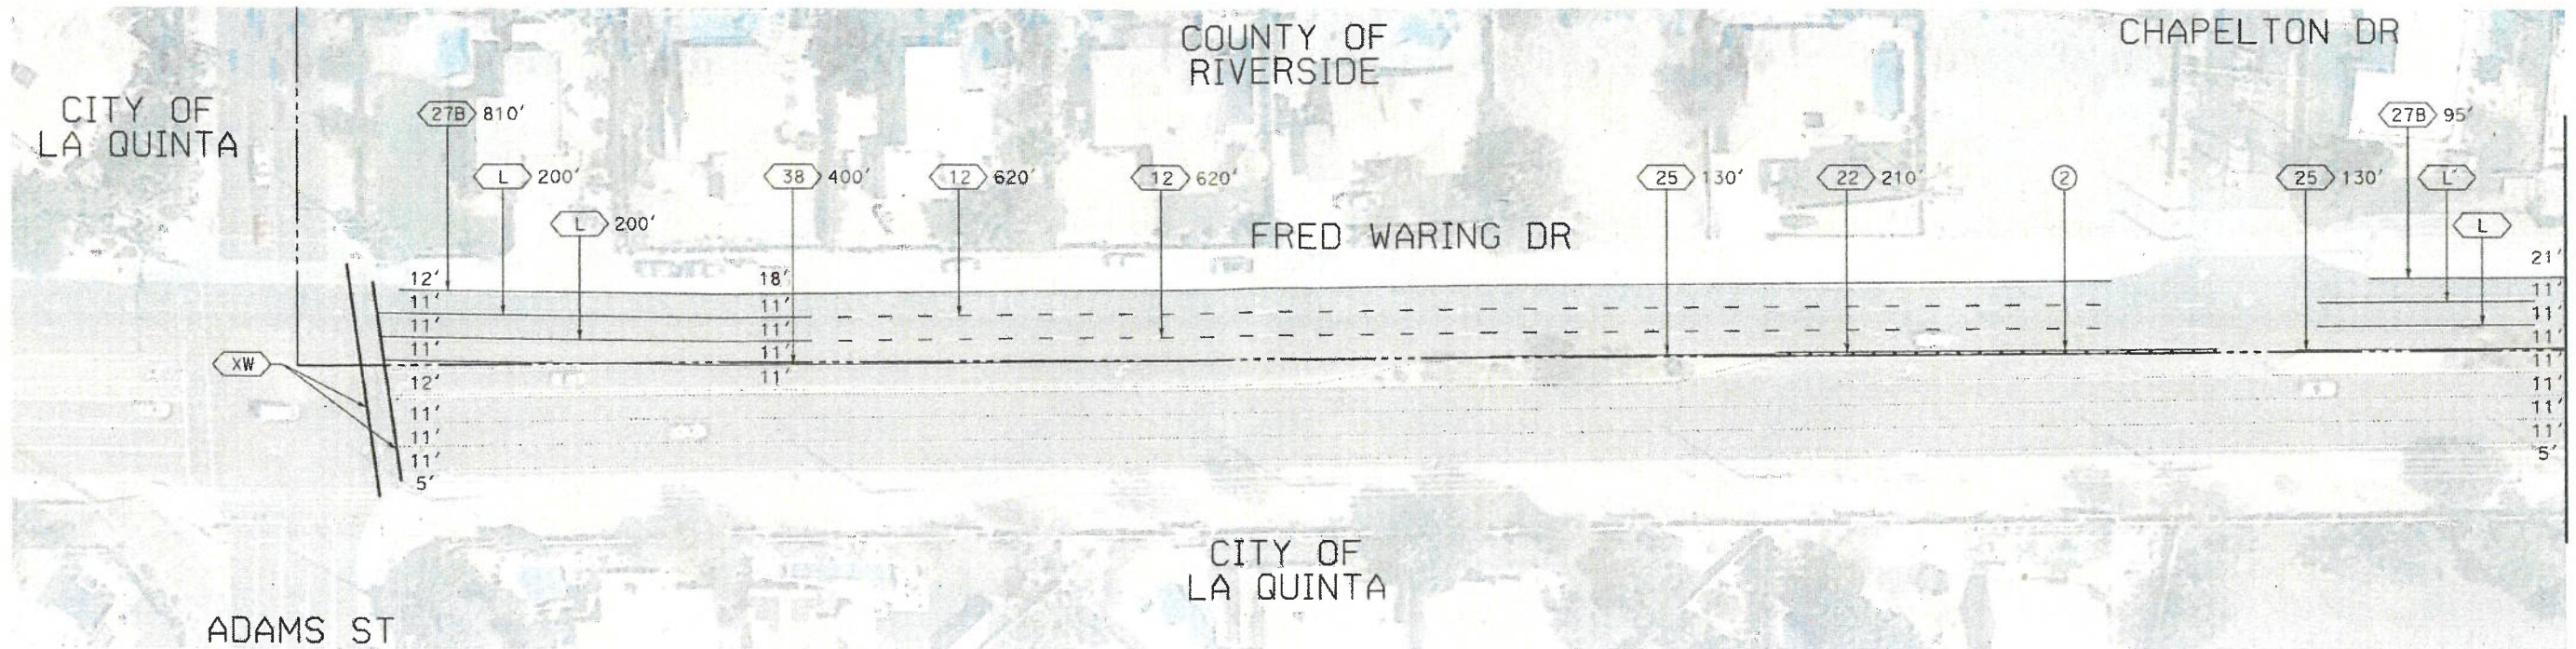 COUNTY OF
RIVERSIDE
CHAPELTON DR
CITY OF
LA QUINTA
27B 810'
27B 95'
L 200'
38 400'
12 620'
12 620'
25 130'
22 210'
2
25 130'
L
L 200'
L
FRED WARING DR
12'
11'
11'
11'
12'
11'
11'
11'
5'
18'
11'
11'
11'
11'
21'
11'
11'
11'
11'
11'
11'
11'
5'
XW
CITY OF
LA QUINTA
ADAMS ST